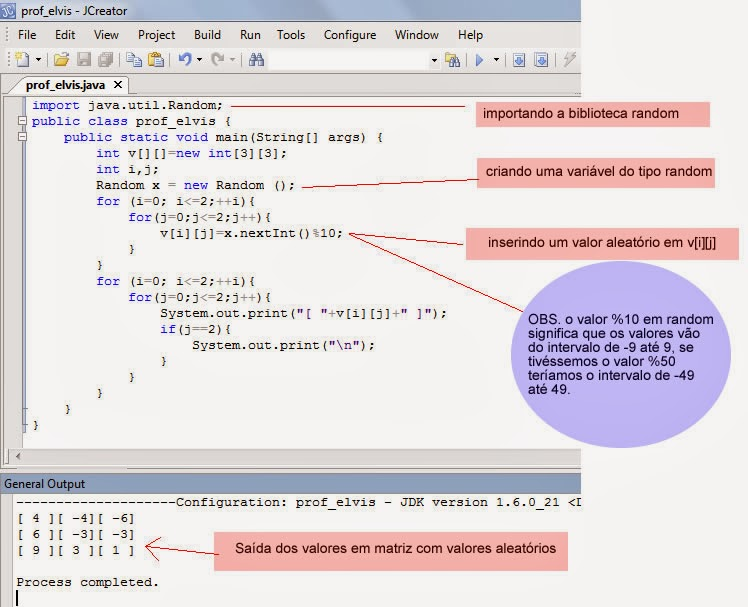 prof_elvis - JCreator
File Edit View Project Build Run Tools Configure Window Help
prof_elvis.java
import java.util.Random;
importando a biblioteca random
public class prof_elvis {
public static void main(String[] args) {
int v[][]=new int[3][3];
int i,j;
Random x = new Random ();
criando uma variável do tipo random
for (i=0; i<=2;++i){
for(j=0;j<=2;j++){
v[i][j]=x.nextInt()%10;
inserindo um valor aleatório em v[i][j]
}
}
for (i=0; i<=2;++i){
for(j=0;j<=2;j++){
System.out.print("[ "+v[i][j]+" ]");
if(j==2){
System.out.print("\n");
}
}
}
}
}
OBS. o valor %10 em random
significa que os valores vão
do intervalo de -9 até 9, se
tivéssemos o valor %50
teríamos o intervalo de -49
até 49.
General Output
--------------------Configuration: prof_elvis - JDK version 1.6.0_21 <D
[ 4 ][ -4][ -6]
[ 6 ][ -3][ -3]
[ 9 ][ 3 ][ 1 ]
Saída dos valores em matriz com valores aleatórios
Process completed.